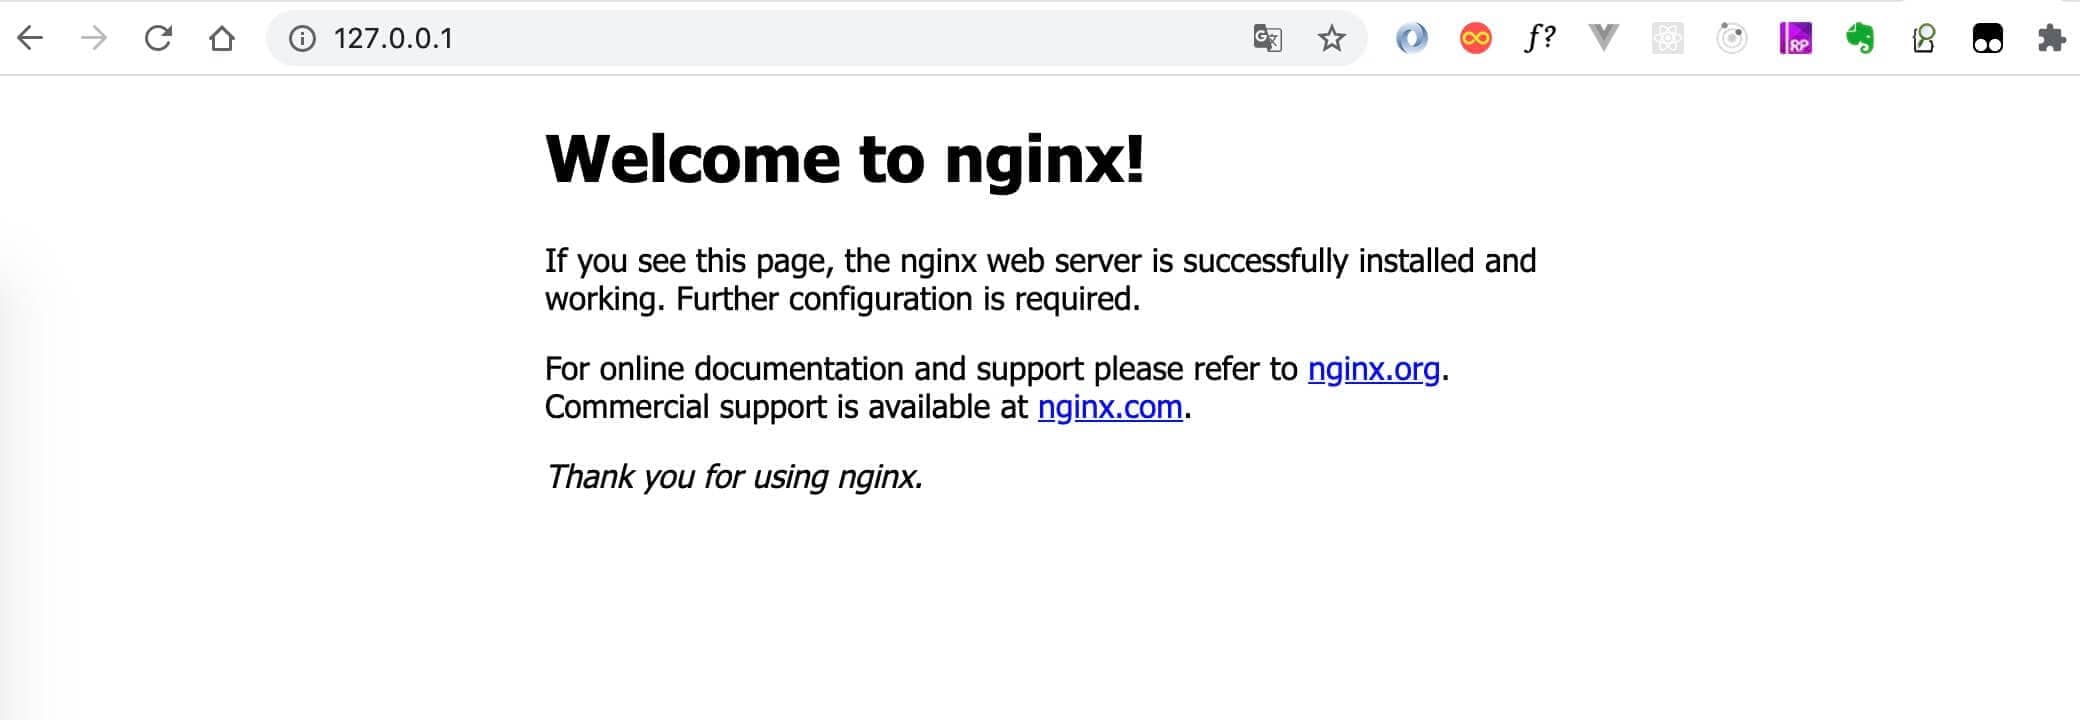 127.0.0.1
f?
RP
Welcome to nginx!
If you see this page, the nginx web server is successfully installed and
working. Further configuration is required.
For online documentation and support please refer to nginx.org.
Commercial support is available at nginx.com.
Thank you for using nginx.